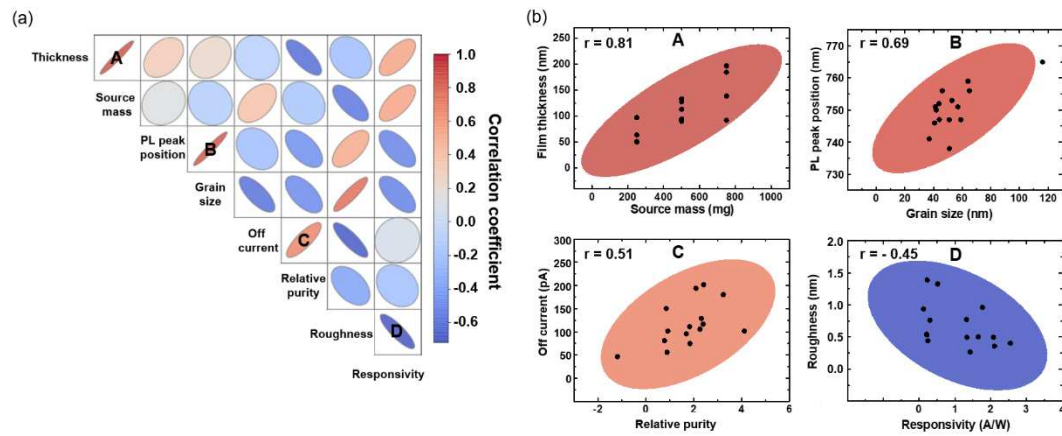 (a)
Thickness
Source
mass
PL peak
position
Grain
size
Off
current
Relative
purity
Roughness
Responsivity
A
B
C
D
1.0
0.8
0.6
0.4
0.2
0.0
-0.2
-0.4
-0.6
Correlation coefficient
(b)
r = 0.81
A
250
200
150
100
50
0
Film thickness (nm)
0 200 400 600 800 1000
Source mass (mg)
r = 0.69
B
770
760
750
740
730
PL peak position (nm)
0 20 40 60 80 100 120
Grain size (nm)
r = 0.51
C
300
250
200
150
100
50
0
Off current (pA)
-2 0 2 4 6
Relative purity
r = - 0.45
D
2.0
1.5
1.0
0.5
0.0
Roughness (nm)
0 1 2 3
Responsivity (A/W)